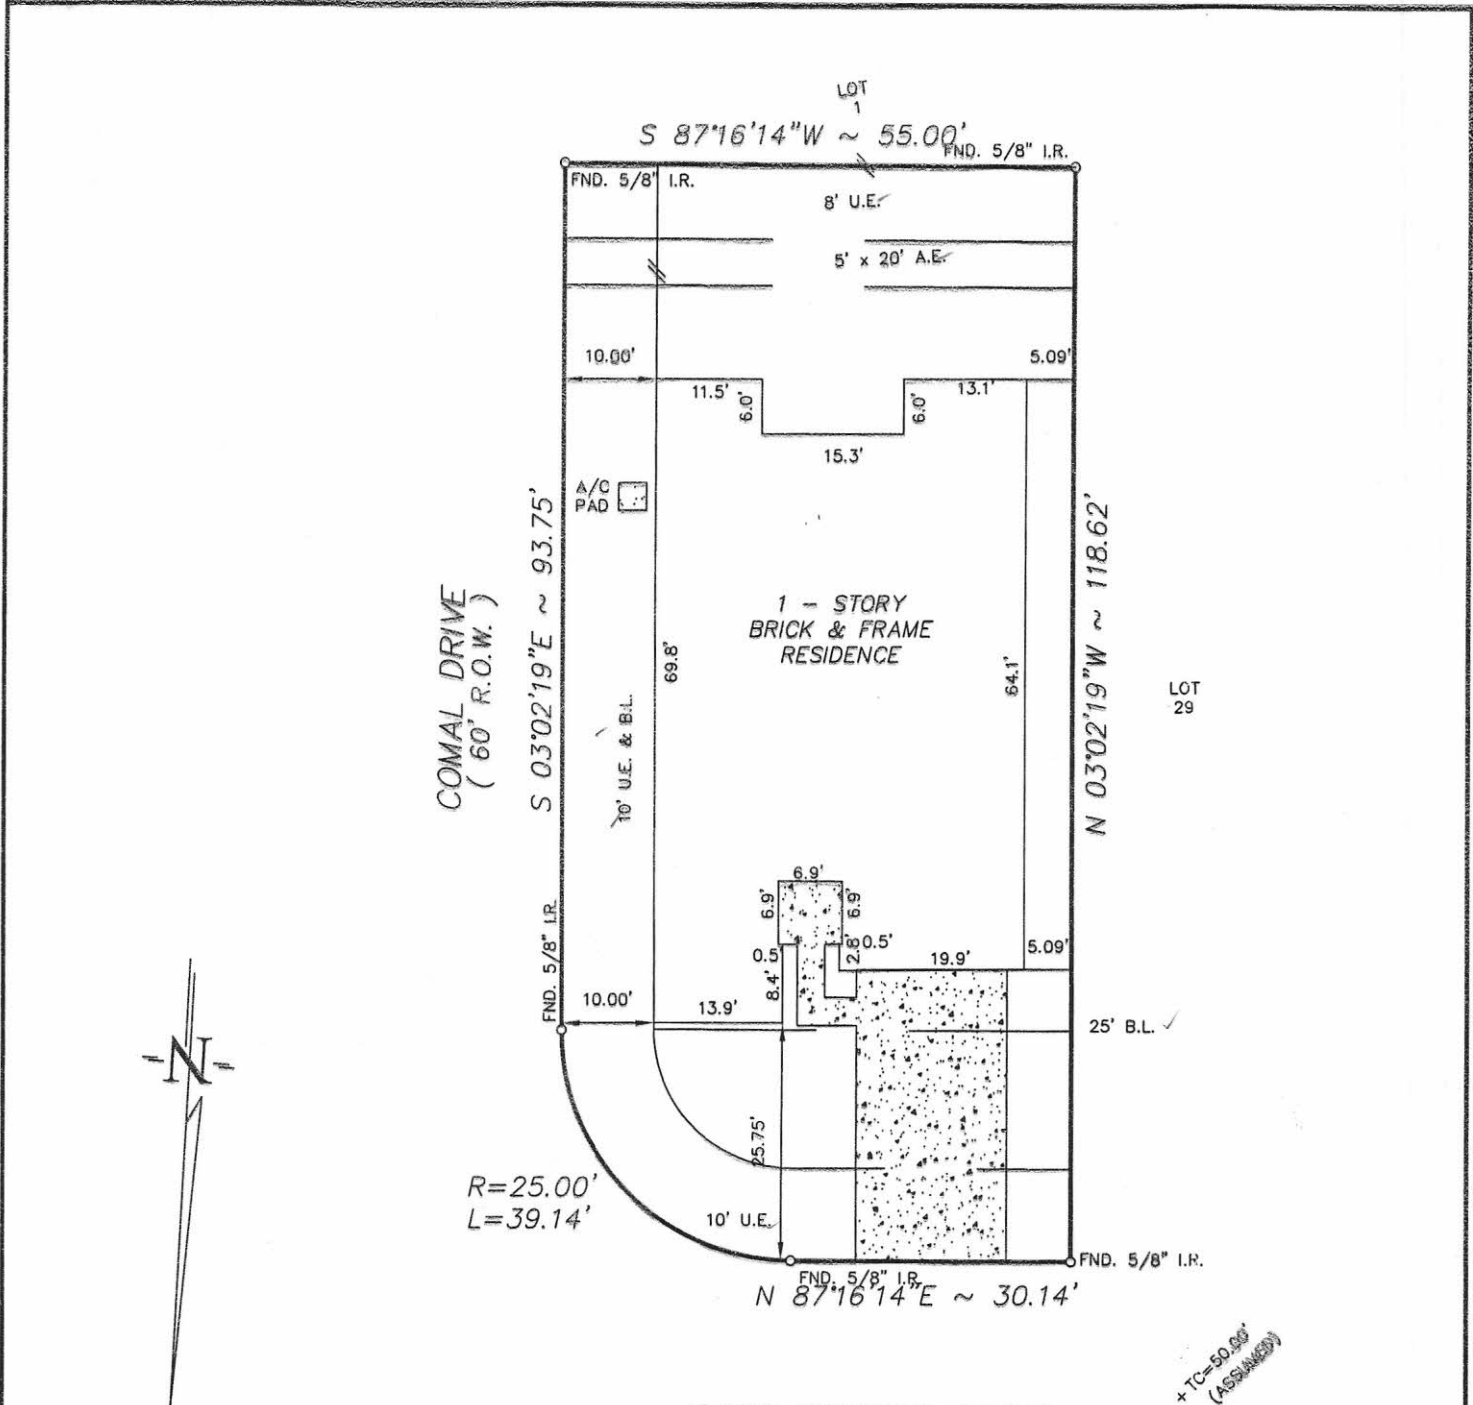 LOT
1
S 87°16'14"W ~ 55.00'
FND. 5/8" I.R.
FND. 5/8" I.R.
8' U.E.
5' x 20' A.E.
10.00'
5.09'
11.5'
6.0'
6.0'
13.1'
15.3'
A/C
PAD
S 03°02'19"E ~ 93.75'
N 03°02'19"W ~ 118.62'
COMAL DRIVE
( 60' R.O.W. )
1 - STORY
BRICK & FRAME
RESIDENCE
69.8'
64.1'
LOT
29
10' U.E. & B.L.
6.9'
6.9'
6.9'
FND. 5/8" I.R.
0.5'
2.8'
0.5'
19.9'
5.09'
8.4'
10.00'
13.9'
25' B.L.
-N-
25.75'
R=25.00'
L=39.14'
10' U.E.
FND. 5/8" I.R.
FND. 5/8" I.R.
N 87°16'14"E ~ 30.14'
+ TC=50.00'
(ASSUMED)